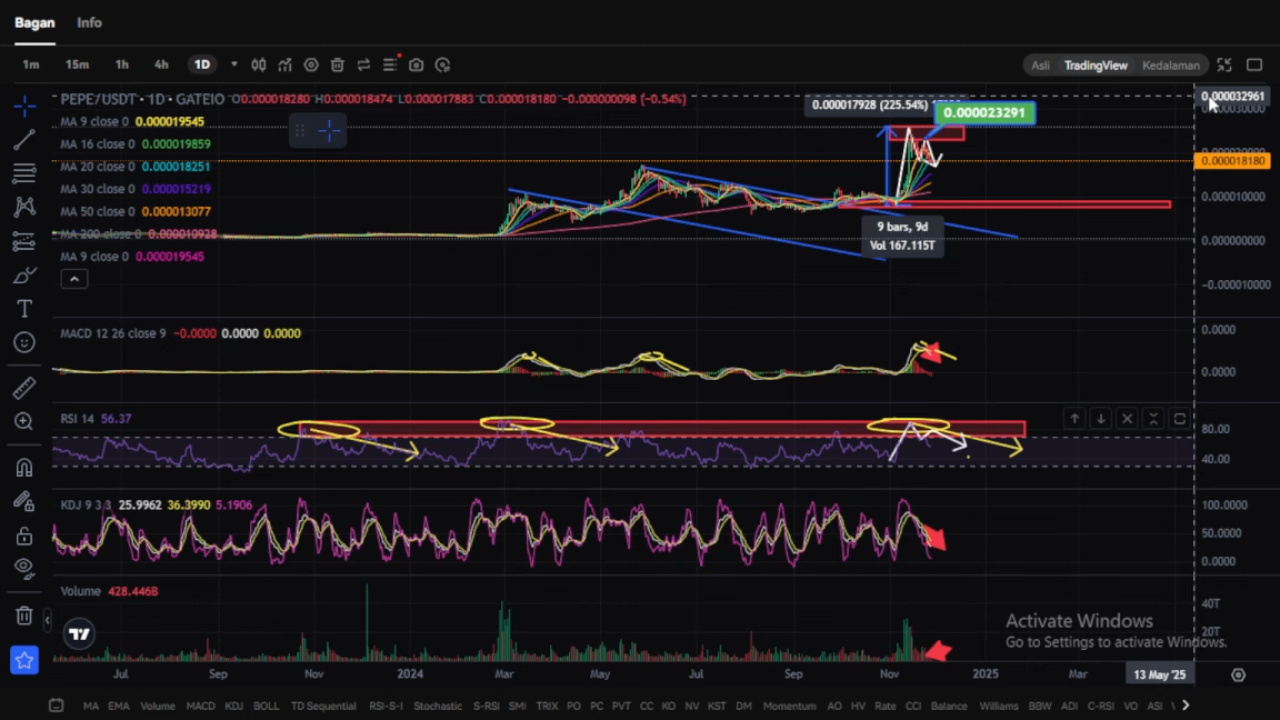 Bagan Info
1m 15m 1h 4h 1D Asli TradingView Kedalaman
PEPE/USDT · 1D · GATEIO O0.000018280 H0.000018474 L0.000017883 C0.000018180 −0.000000098 (−0.54%)
0.000032961
0.000017928 (225.54%)
0.000023291
MA 9 close 0 0.000019545
MA 16 close 0 0.000019859
0.000018180
MA 20 close 0 0.000018251
MA 30 close 0 0.000015219
0.000010000
MA 50 close 0 0.000013077
MA 200 close 0 0.000010928
9 bars, 9d
Vol 167.115T
0.000000000
MA 9 close 0 0.000019545
−0.000010000
MACD 12 26 close 9 −0.0000 0.0000 0.0000
0.0000
0.0000
RSI 14 56.37
80.00
40.00
KDJ 9 3 3 25.9962 36.3990 5.1906
100.0000
50.0000
0.0000
Volume 428.446B
40T
20T
Activate Windows
Go to Settings to activate Windows.
Jul Sep Nov 2024 Mar May Jul Sep Nov 2025 Mar 13 May '25
MA EMA Volume MACD KDJ BOLL TD Sequential RSI-S-I Stochastic S-RSI SMI TRIX PO PC PVT CC KO NV KST DM Momentum AO HV Rate CCI Balance Williams BBW ADI C-RSI VO ASI